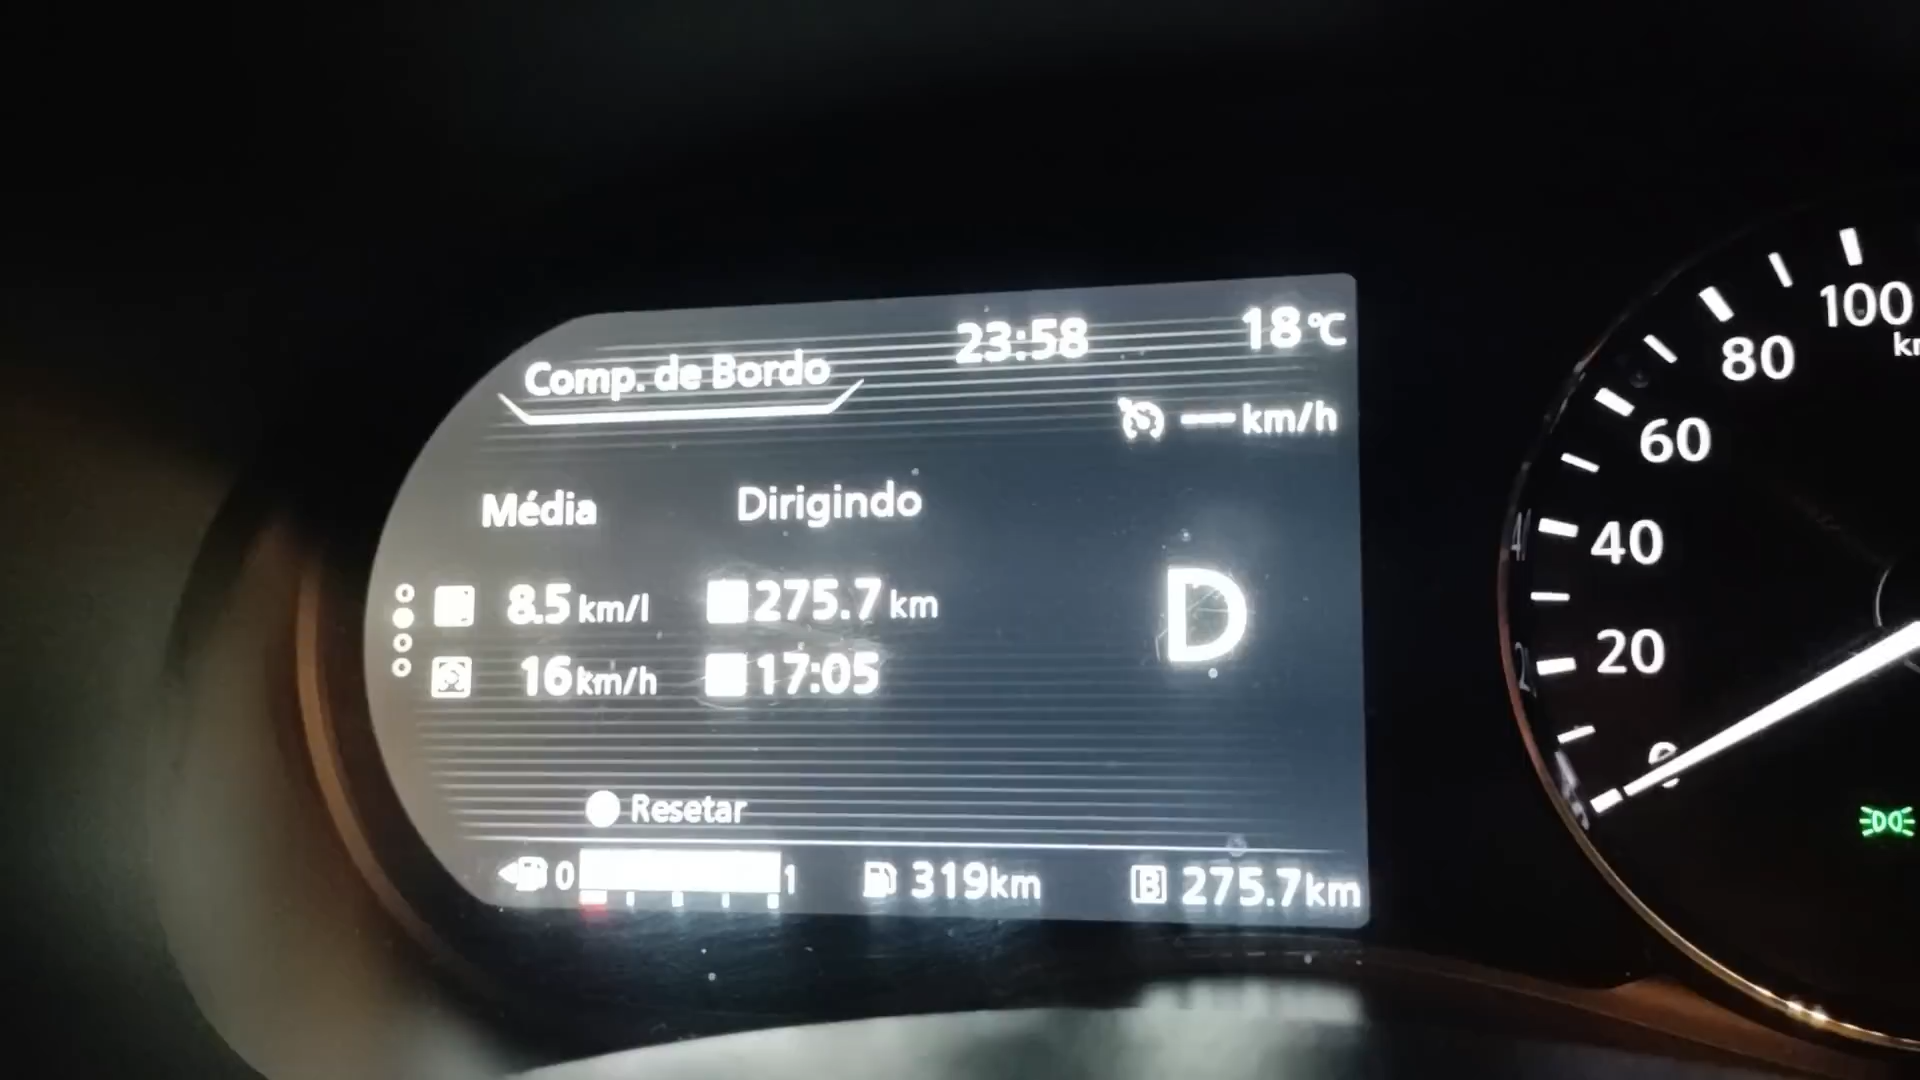 23:58 18°C
Comp. de Bordo
km/h
Média Dirigindo
8.5 km/l 275.7 km
16 km/h 17:05
D
Resetar
0 1 319km B 275.7km
100
80
60
40
20
0